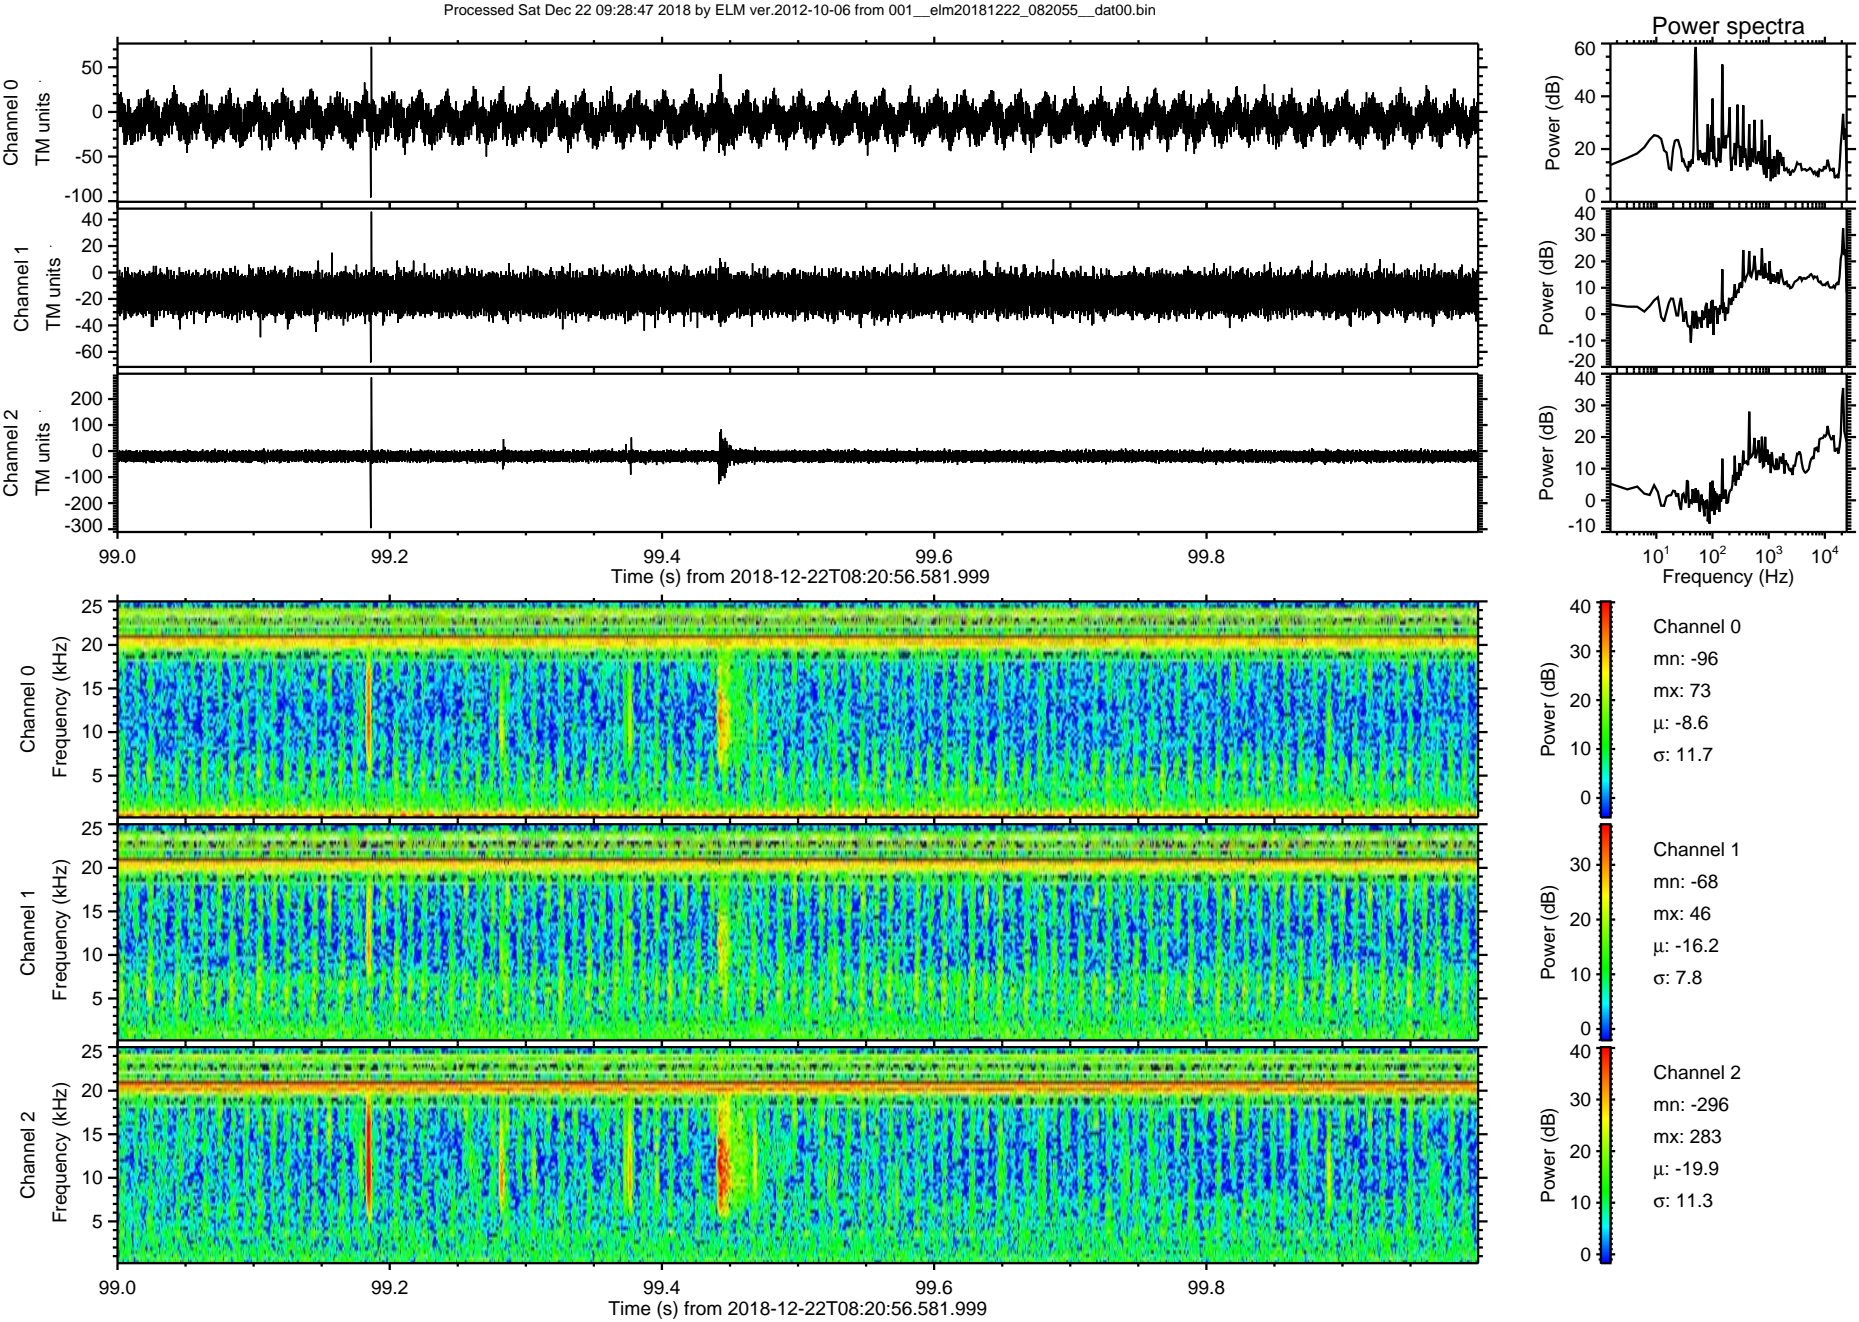 Processed Sat Dec 22 09:28:47 2018 by ELM ver.2012-10-06 from 001__elm20181222_082055__dat00.bin
Power spectra
Channel 0
TM units
50
0
-50
-100
Power (dB)
60
40
20
0
Channel 1
TM units
40
20
0
-20
-40
-60
Power (dB)
40
30
20
10
0
-10
-20
Channel 2
TM units
200
100
0
-100
-200
-300
Power (dB)
40
30
20
10
0
-10
99.0 99.2 99.4 99.6 99.8
Time (s) from 2018-12-22T08:20:56.581.999
10¹ 10² 10³ 10⁴
Frequency (Hz)
Channel 0
Frequency (kHz)
25
20
15
10
5
Power (dB)
40
30
20
10
0
Channel 0
mn: -96
mx: 73
µ: -8.6
σ: 11.7
Channel 1
Frequency (kHz)
25
20
15
10
5
Power (dB)
30
20
10
0
Channel 1
mn: -68
mx: 46
µ: -16.2
σ: 7.8
Channel 2
Frequency (kHz)
25
20
15
10
5
Power (dB)
40
30
20
10
0
Channel 2
mn: -296
mx: 283
µ: -19.9
σ: 11.3
99.0 99.2 99.4 99.6 99.8
Time (s) from 2018-12-22T08:20:56.581.999